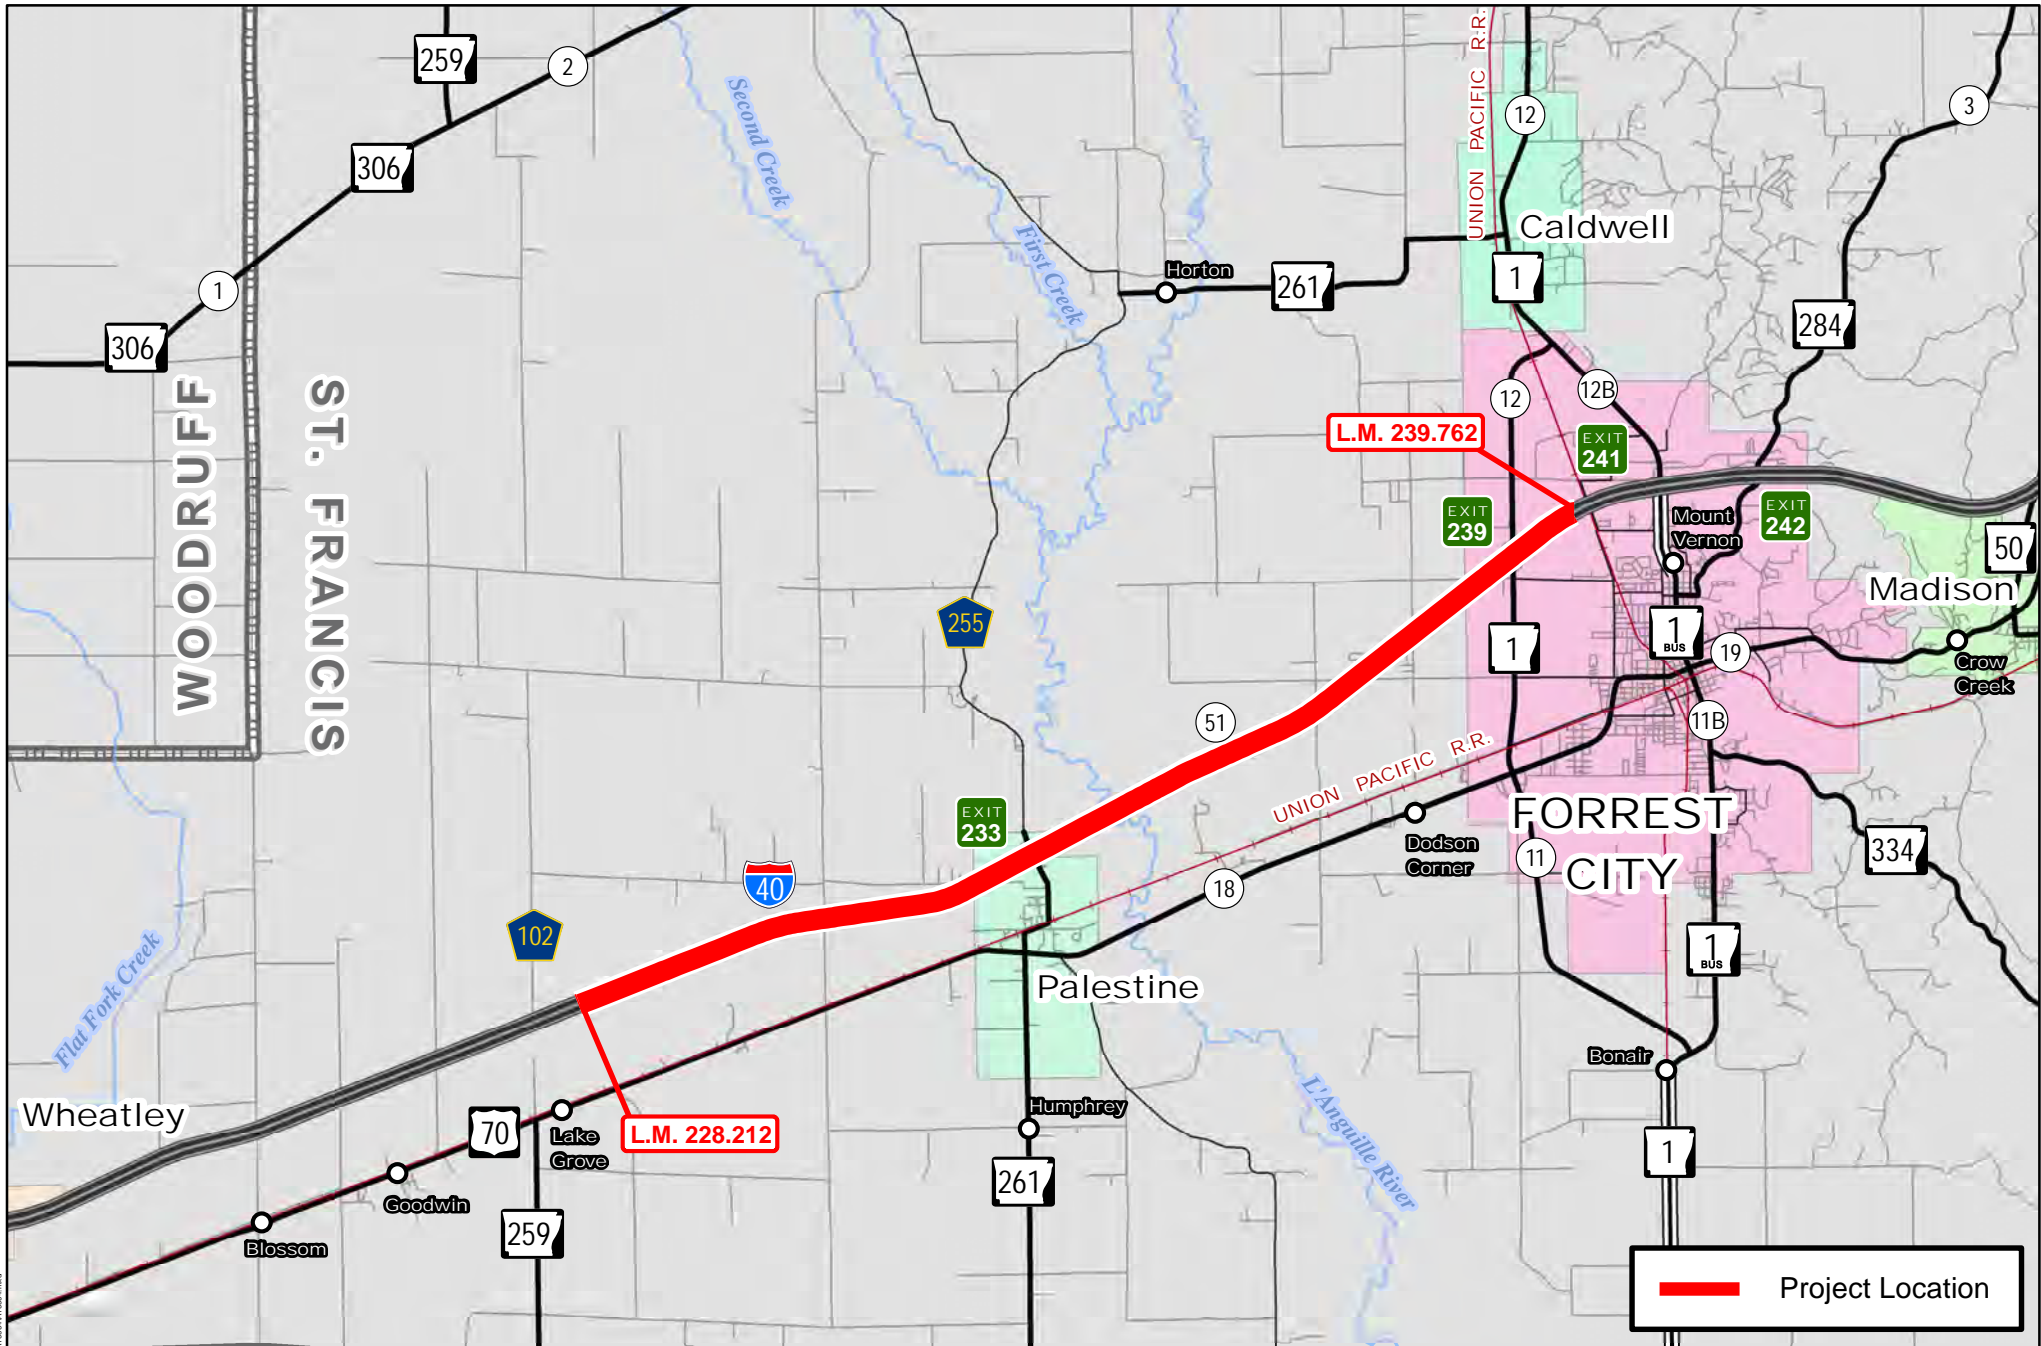 259
2
306
1
306
WOODRUFF
ST. FRANCIS
Second Creek
First Creek
Horton
261
UNION PACIFIC R.R.
12
Caldwell
1
3
284
12
12B
L.M. 239.762
EXIT
241
EXIT
239
EXIT
242
Mount
Vernon
50
Madison
255
1
1
BUS
19
Crow
Creek
51
11B
UNION PACIFIC R.R.
EXIT
233
FORREST
CITY
Dodson
Corner
11
334
40
18
102
1
BUS
Flat Fork Creek
Palestine
Bonair
L'Anguille River
Wheatley
70
Lake
Grove
L.M. 228.212
Humphrey
1
Goodwin
261
Blossom
259
Project Location